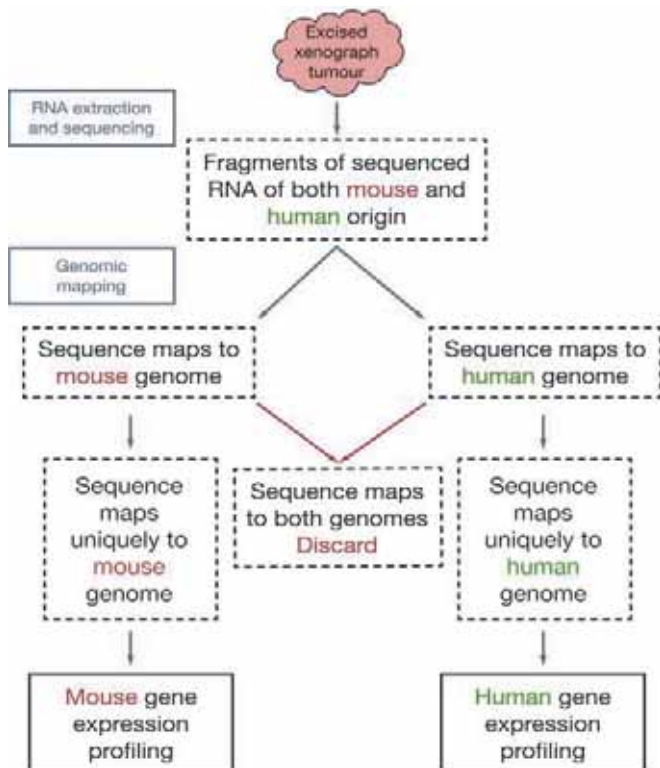 Excised
xenograph
tumour
RNA extraction
and sequencing
Fragments of sequenced
RNA of both mouse and
human origin
Genomic
mapping
Sequence maps to
mouse genome
Sequence maps to
human genome
Sequence
maps
uniquely to
mouse
genome
Sequence maps
to both genomes
Discard
Sequence
maps
uniquely to
human
genome
Mouse gene
expression
profiling
Human gene
expression
profiling